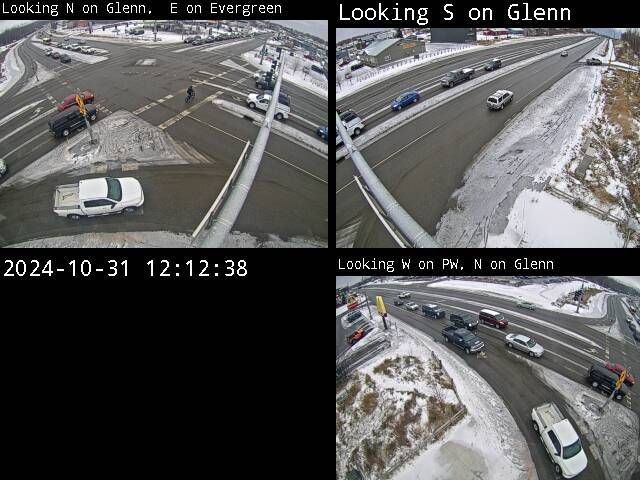 Looking N on Glenn, E on Evergreen
Looking S on Glenn
2024-10-31 12:12:38
Looking W on PW, N on Glenn